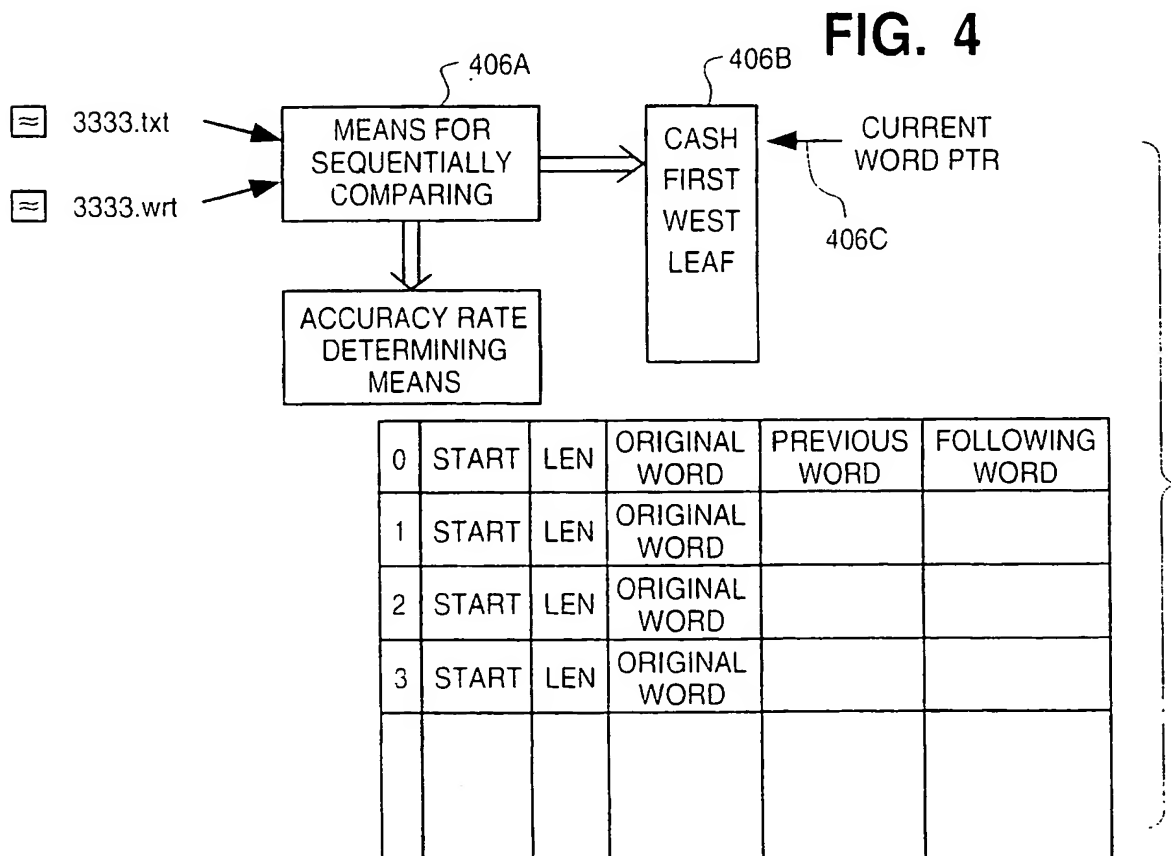 FIG. 4
406A
406B
3333.txt
3333.wrt
MEANS FOR
SEQUENTIALLY
COMPARING
CASH
FIRST
WEST
LEAF
CURRENT
WORD PTR
406C
ACCURACY RATE
DETERMINING
MEANS
0 START LEN ORIGINAL WORD PREVIOUS WORD FOLLOWING WORD
1 START LEN ORIGINAL WORD
2 START LEN ORIGINAL WORD
3 START LEN ORIGINAL WORD